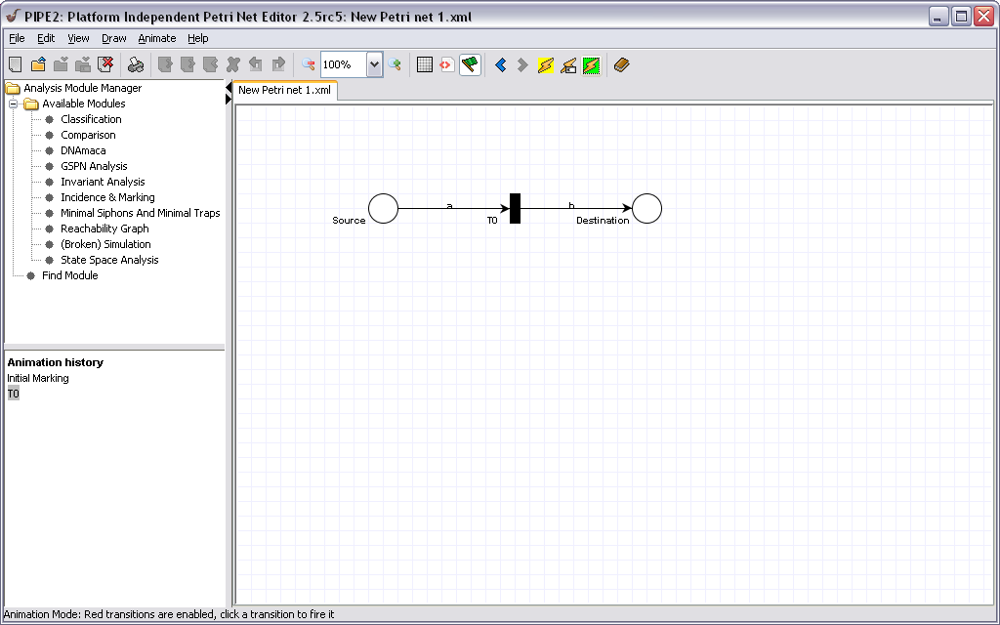 PIPE2: Platform Independent Petri Net Editor 2.5rc5: New Petri net 1.xml
File Edit View Draw Animate Help
100%
Analysis Module Manager
Available Modules
Classification
Comparison
DNAmaca
GSPN Analysis
Invariant Analysis
Incidence & Marking
Minimal Siphons And Minimal Traps
Reachability Graph
(Broken) Simulation
State Space Analysis
Find Module
Animation history
Initial Marking
T0
New Petri net 1.xml
a b
Source T0 Destination
Animation Mode: Red transitions are enabled, click a transition to fire it